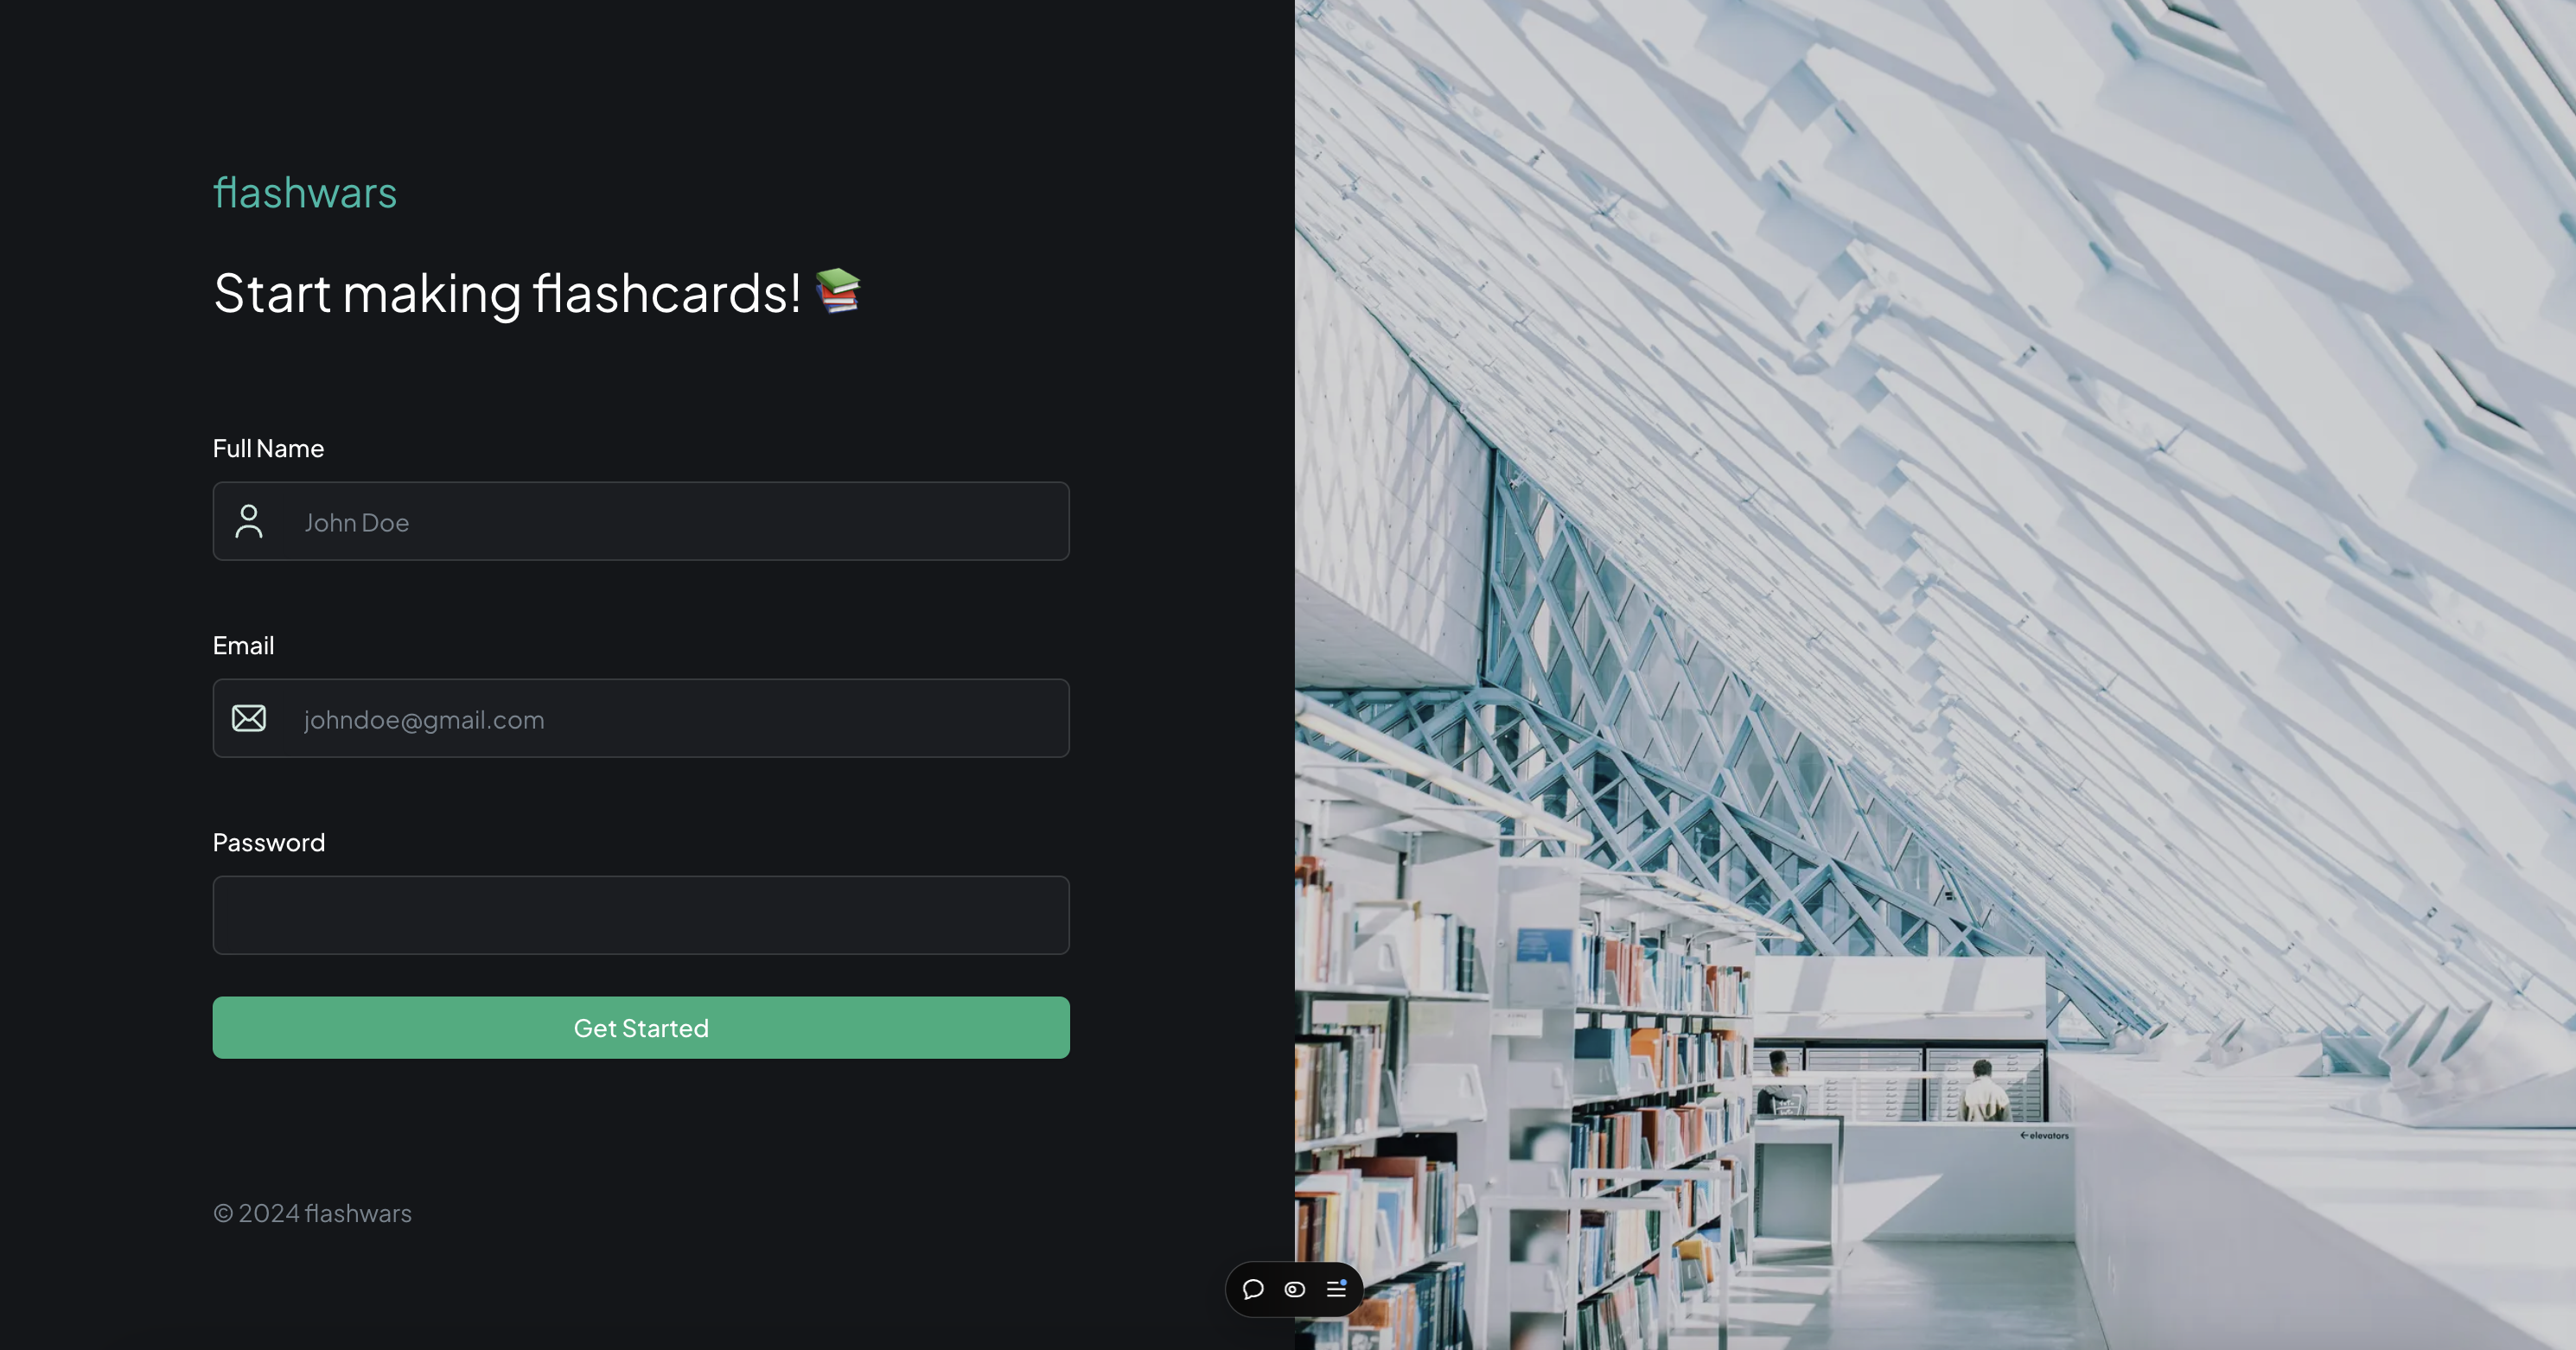 flashwars
Start making flashcards! 📚
Full Name
John Doe
Email
johndoe@gmail.com
Password
Get Started
© 2024 flashwars
← elevators